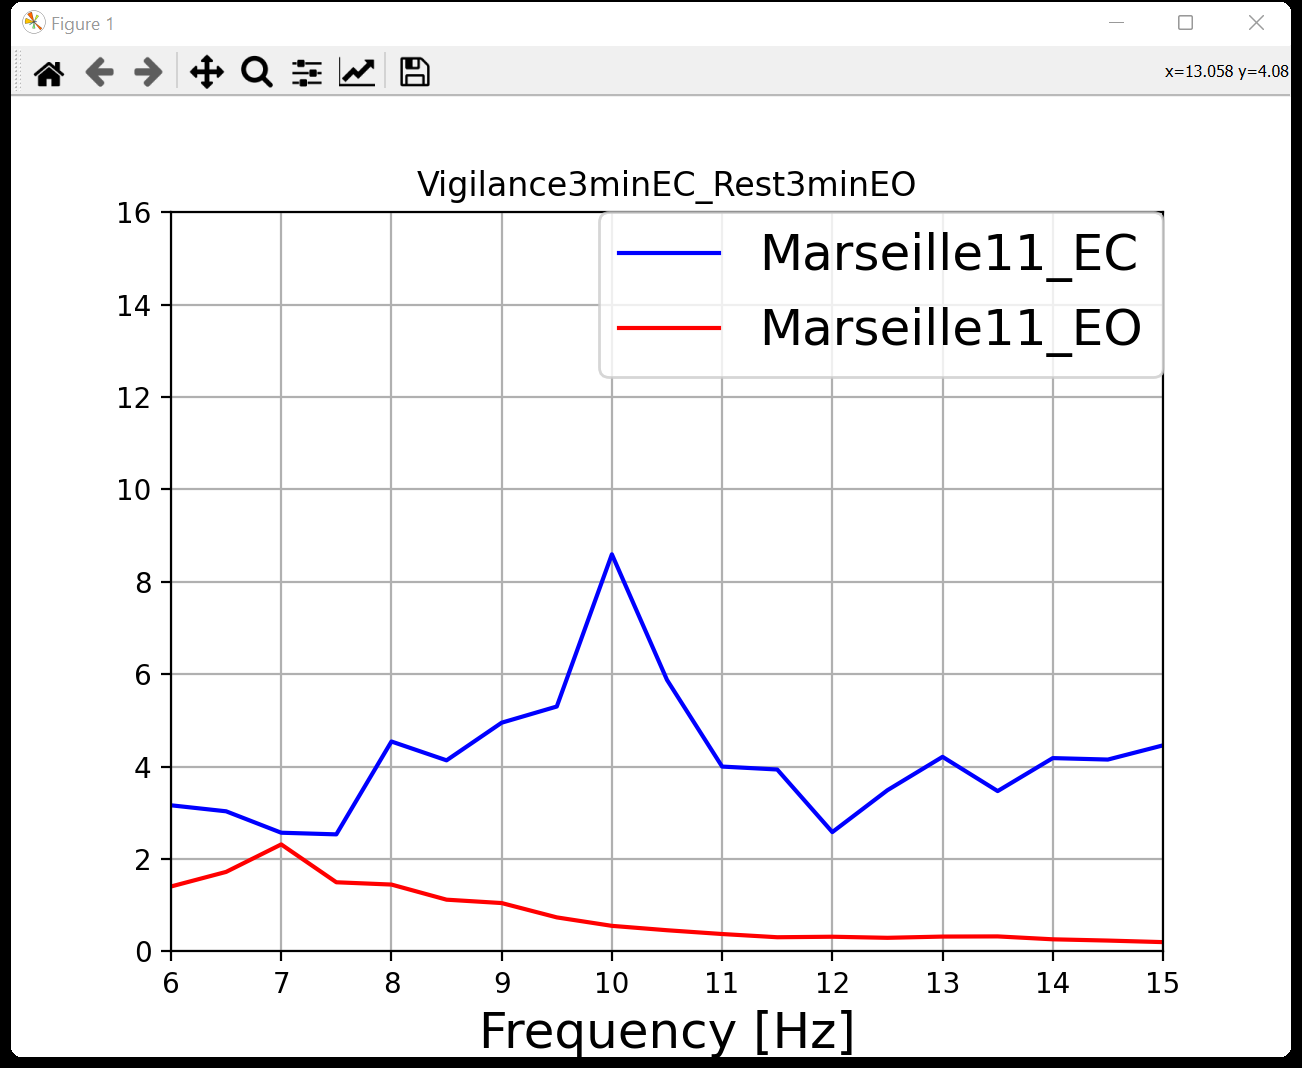 Figure 1
x=13.058 y=4.08
Vigilance3minEC_Rest3minEO
Marseille11_EC
Marseille11_EO
16
14
12
10
8
6
4
2
0
6 7 8 9 10 11 12 13 14 15
Frequency [Hz]